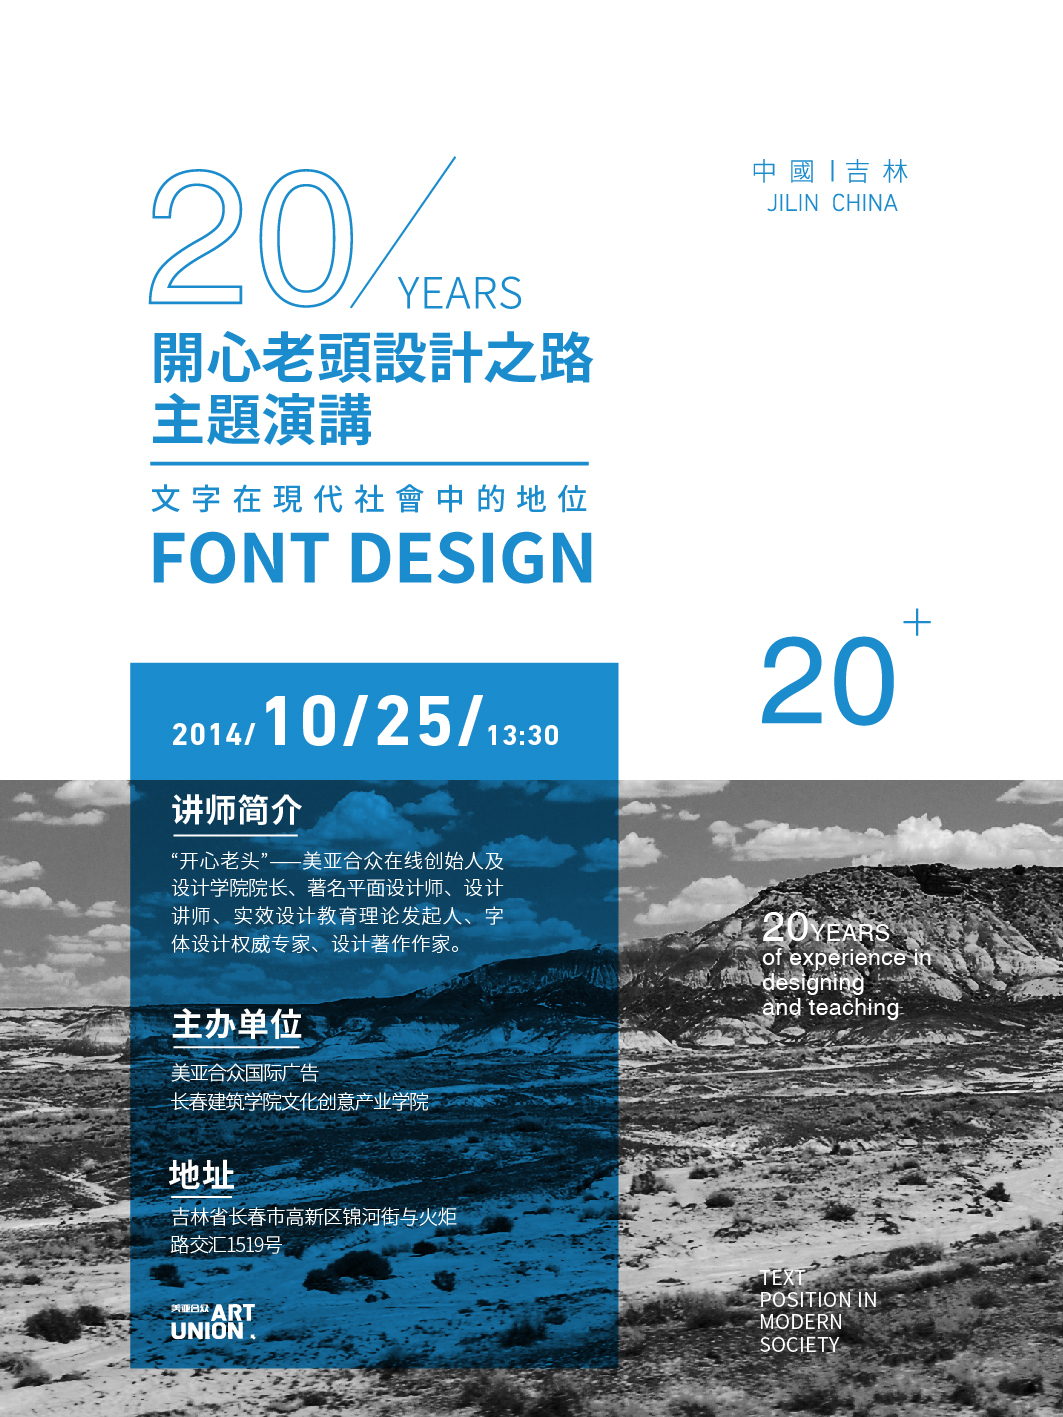 20/YEARS
中國|吉林
JILIN CHINA
開心老頭設計之路
主題演講
文字在現代社會中的地位
FONT DESIGN
20+
2014/10/25/13:30
讲师简介
“开心老头”——美亚合众在线创始人及
设计学院院长、著名平面设计师、设计
讲师、实效设计教育理论发起人、字
体设计权威专家、设计著作作家。
20YEARS
of experience in
designing
and teaching
主办单位
美亚合众国际广告
长春建筑学院文化创意产业学院
地址
吉林省长春市高新区锦河街与火炬
路交汇1519号
美亚合众 ART
UNION
TEXT
POSITION IN
MODERN
SOCIETY